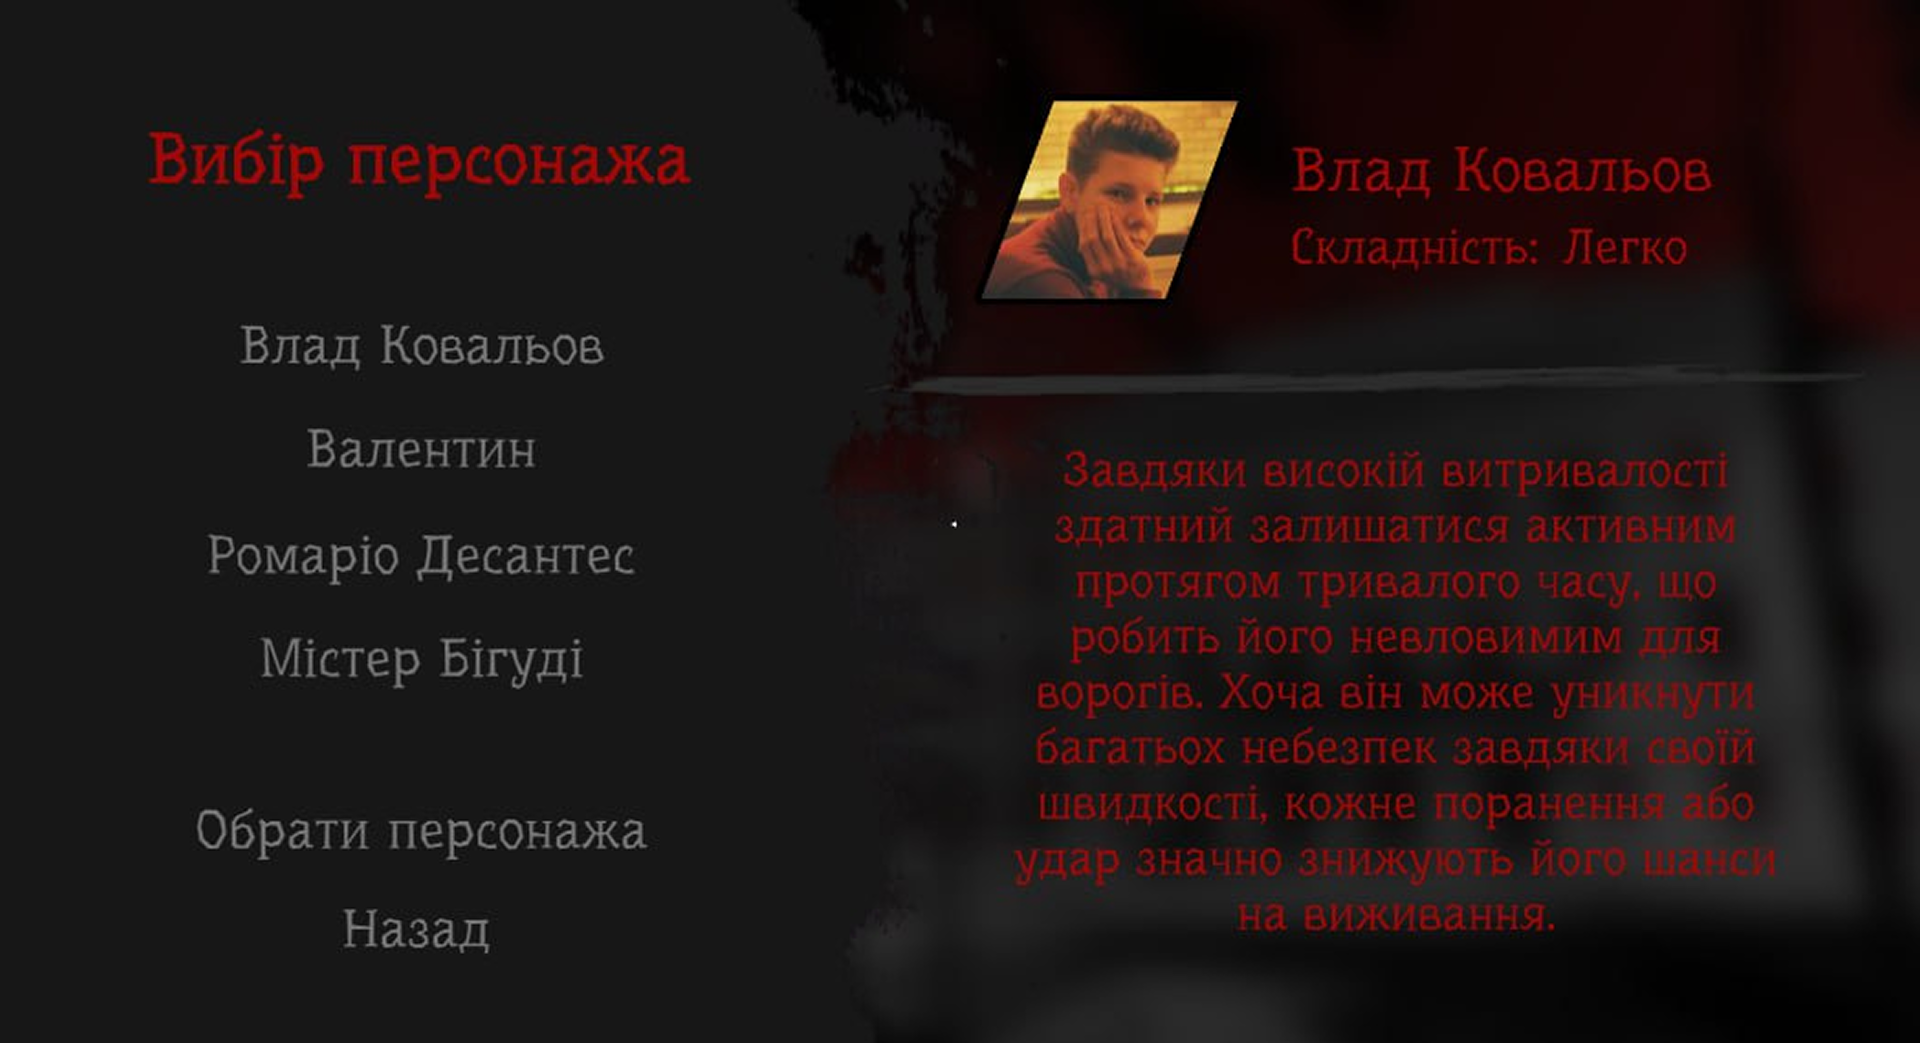 Вибір персонажа
Влад Ковальов
Валентин
Ромаріо Десантес
Містер Бігуді
Обрати персонажа
Назад
Влад Ковальов
Складність: Легко
Завдяки високій витривалості
здатний залишатися активним
протягом тривалого часу, що
робить його невловимим для
ворогів. Хоча він може уникнути
багатьох небезпек завдяки своїй
швидкості, кожне поранення або
удар значно знижують його шанси
на виживання.